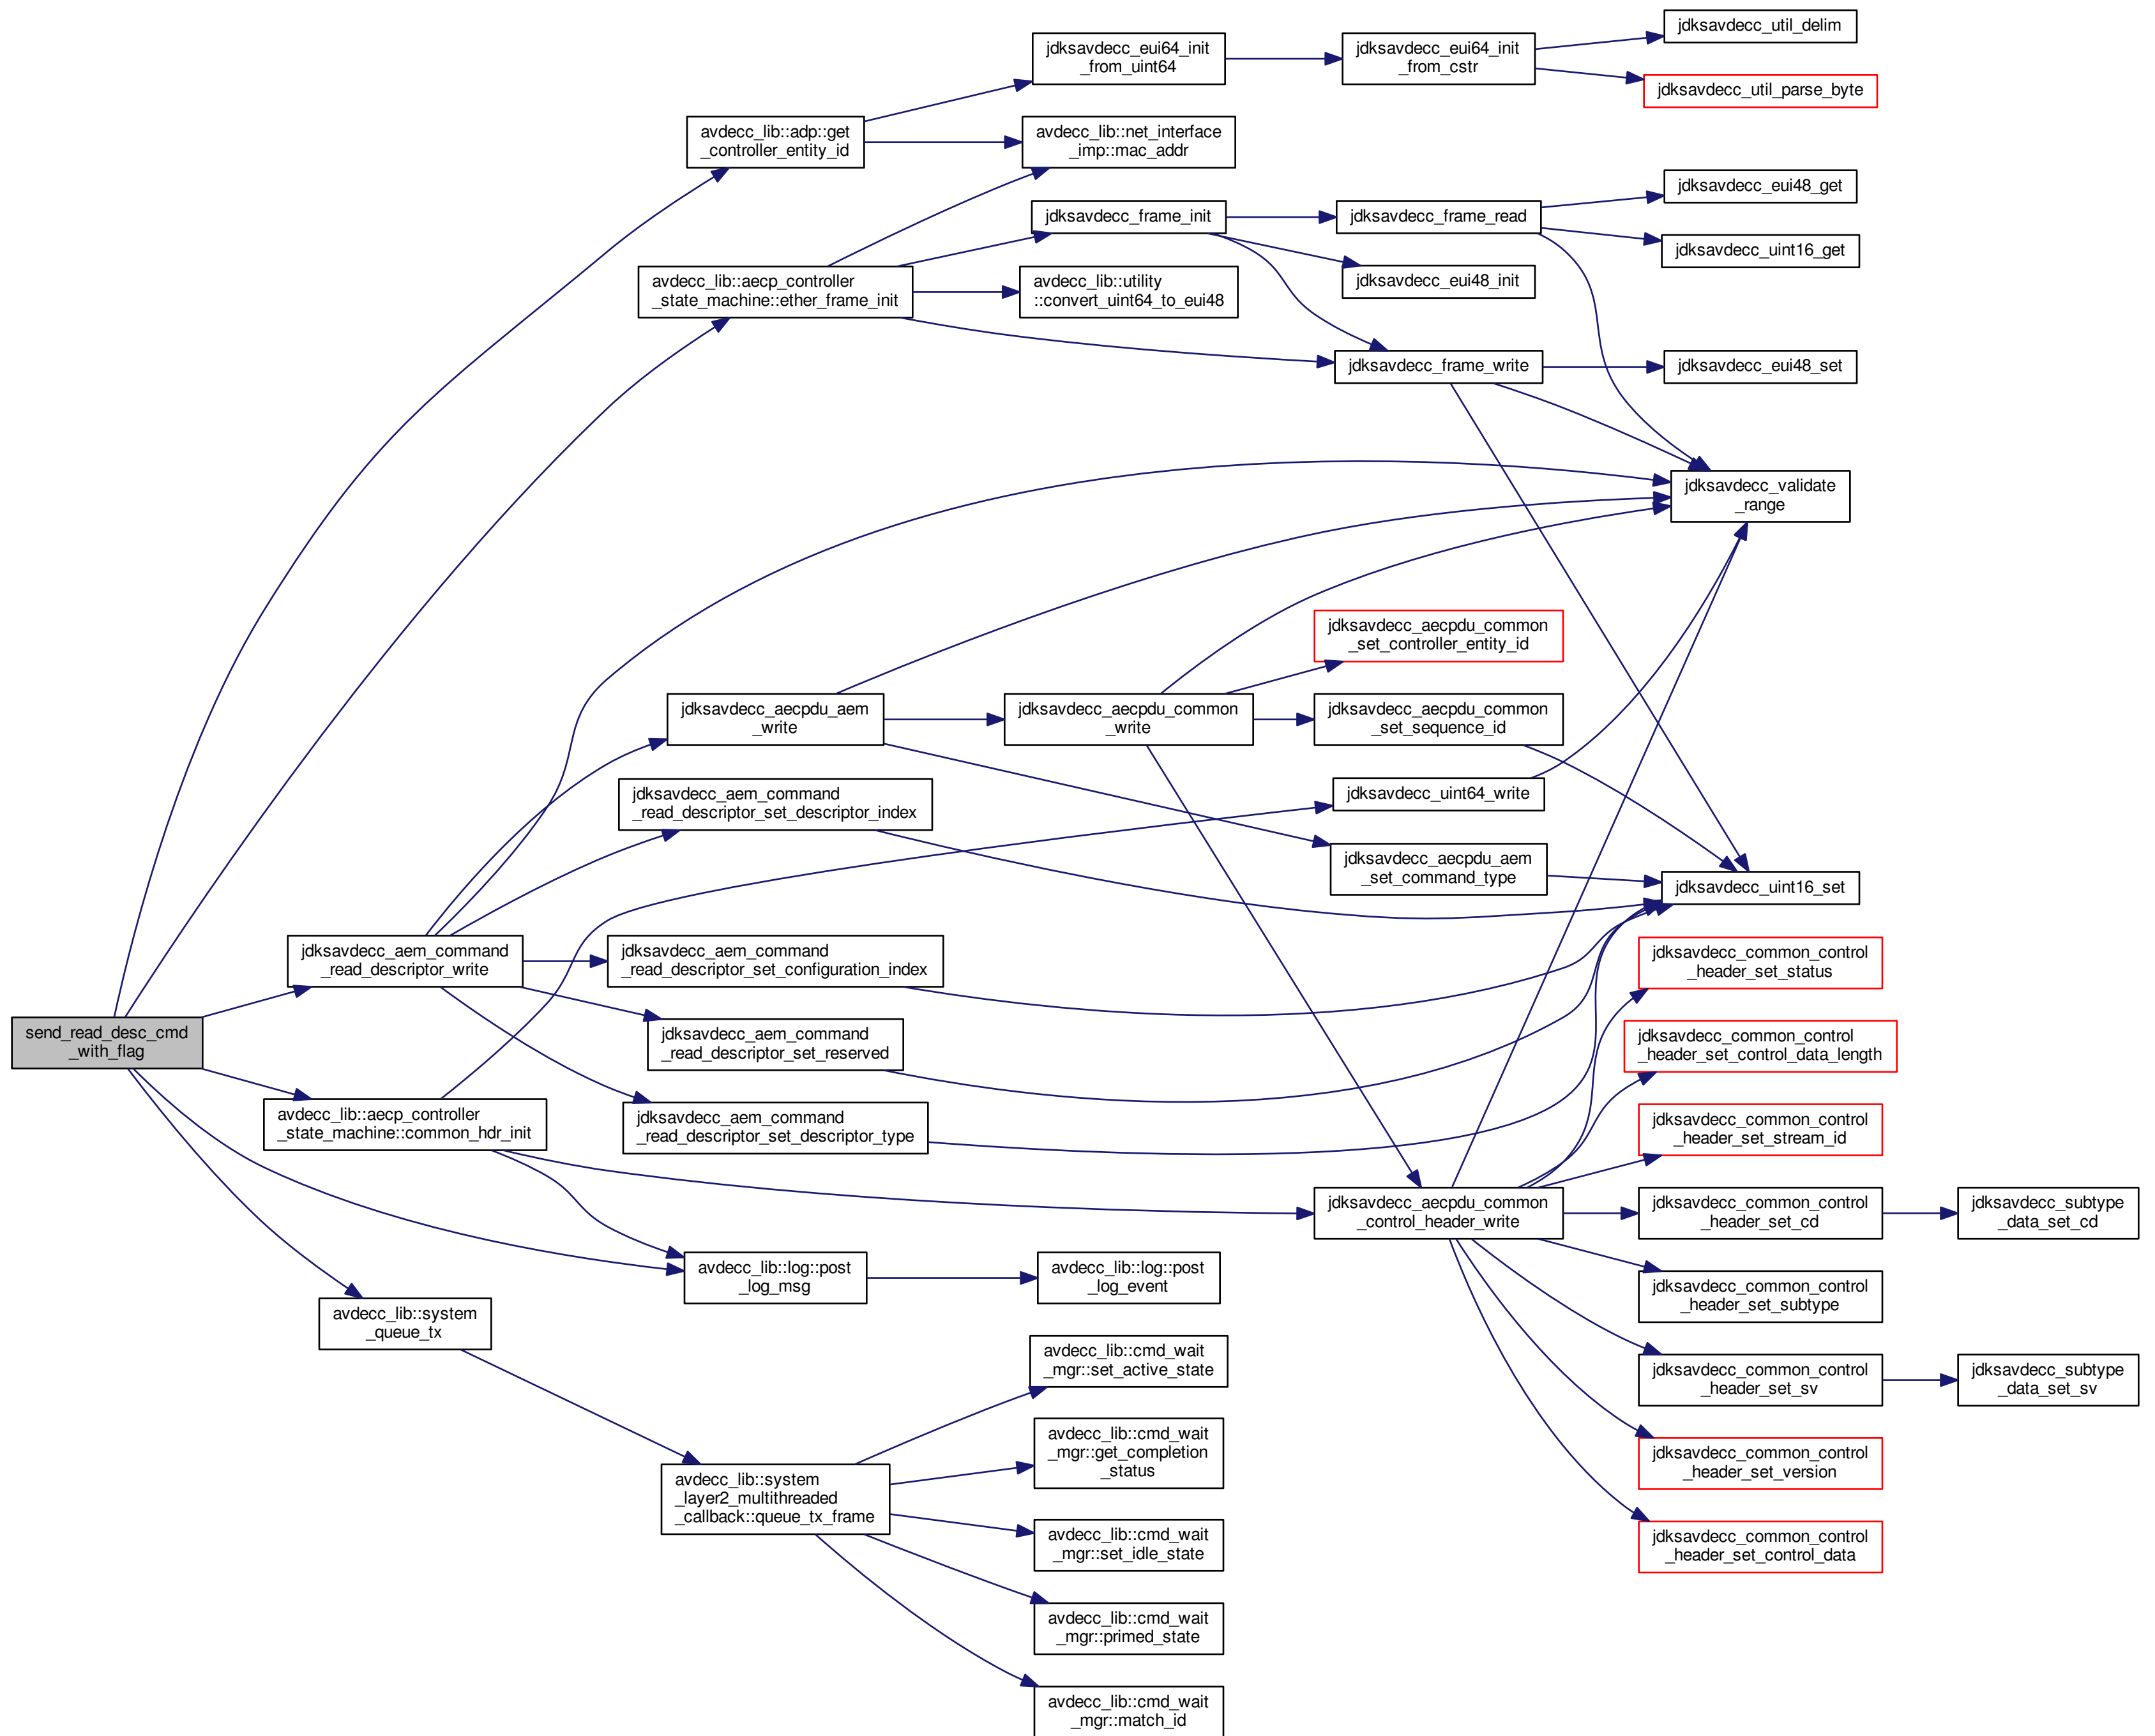 jdksavdecc_util_delim
jdksavdecc_eui64_init
_from_uint64
jdksavdecc_eui64_init
_from_cstr
jdksavdecc_util_parse_byte
avdecc_lib::adp::get
_controller_entity_id
avdecc_lib::net_interface
_imp::mac_addr
jdksavdecc_eui48_get
jdksavdecc_frame_init
jdksavdecc_frame_read
jdksavdecc_uint16_get
avdecc_lib::aecp_controller
_state_machine::ether_frame_init
avdecc_lib::utility
::convert_uint64_to_eui48
jdksavdecc_eui48_init
jdksavdecc_frame_write
jdksavdecc_eui48_set
jdksavdecc_validate
_range
jdksavdecc_aecpdu_common
_set_controller_entity_id
jdksavdecc_aecpdu_aem
_write
jdksavdecc_aecpdu_common
_write
jdksavdecc_aecpdu_common
_set_sequence_id
jdksavdecc_aem_command
_read_descriptor_set_descriptor_index
jdksavdecc_uint64_write
jdksavdecc_aecpdu_aem
_set_command_type
jdksavdecc_uint16_set
jdksavdecc_aem_command
_read_descriptor_write
jdksavdecc_aem_command
_read_descriptor_set_configuration_index
jdksavdecc_common_control
_header_set_status
send_read_desc_cmd
_with_flag
jdksavdecc_aem_command
_read_descriptor_set_reserved
jdksavdecc_common_control
_header_set_control_data_length
avdecc_lib::aecp_controller
_state_machine::common_hdr_init
jdksavdecc_aem_command
_read_descriptor_set_descriptor_type
jdksavdecc_common_control
_header_set_stream_id
jdksavdecc_aecpdu_common
_control_header_write
jdksavdecc_common_control
_header_set_cd
jdksavdecc_subtype
_data_set_cd
avdecc_lib::log::post
_log_msg
avdecc_lib::log::post
_log_event
jdksavdecc_common_control
_header_set_subtype
avdecc_lib::system
_queue_tx
avdecc_lib::cmd_wait
_mgr::set_active_state
jdksavdecc_common_control
_header_set_sv
jdksavdecc_subtype
_data_set_sv
avdecc_lib::cmd_wait
_mgr::get_completion
_status
jdksavdecc_common_control
_header_set_version
avdecc_lib::system
_layer2_multithreaded
_callback::queue_tx_frame
avdecc_lib::cmd_wait
_mgr::set_idle_state
jdksavdecc_common_control
_header_set_control_data
avdecc_lib::cmd_wait
_mgr::primed_state
avdecc_lib::cmd_wait
_mgr::match_id